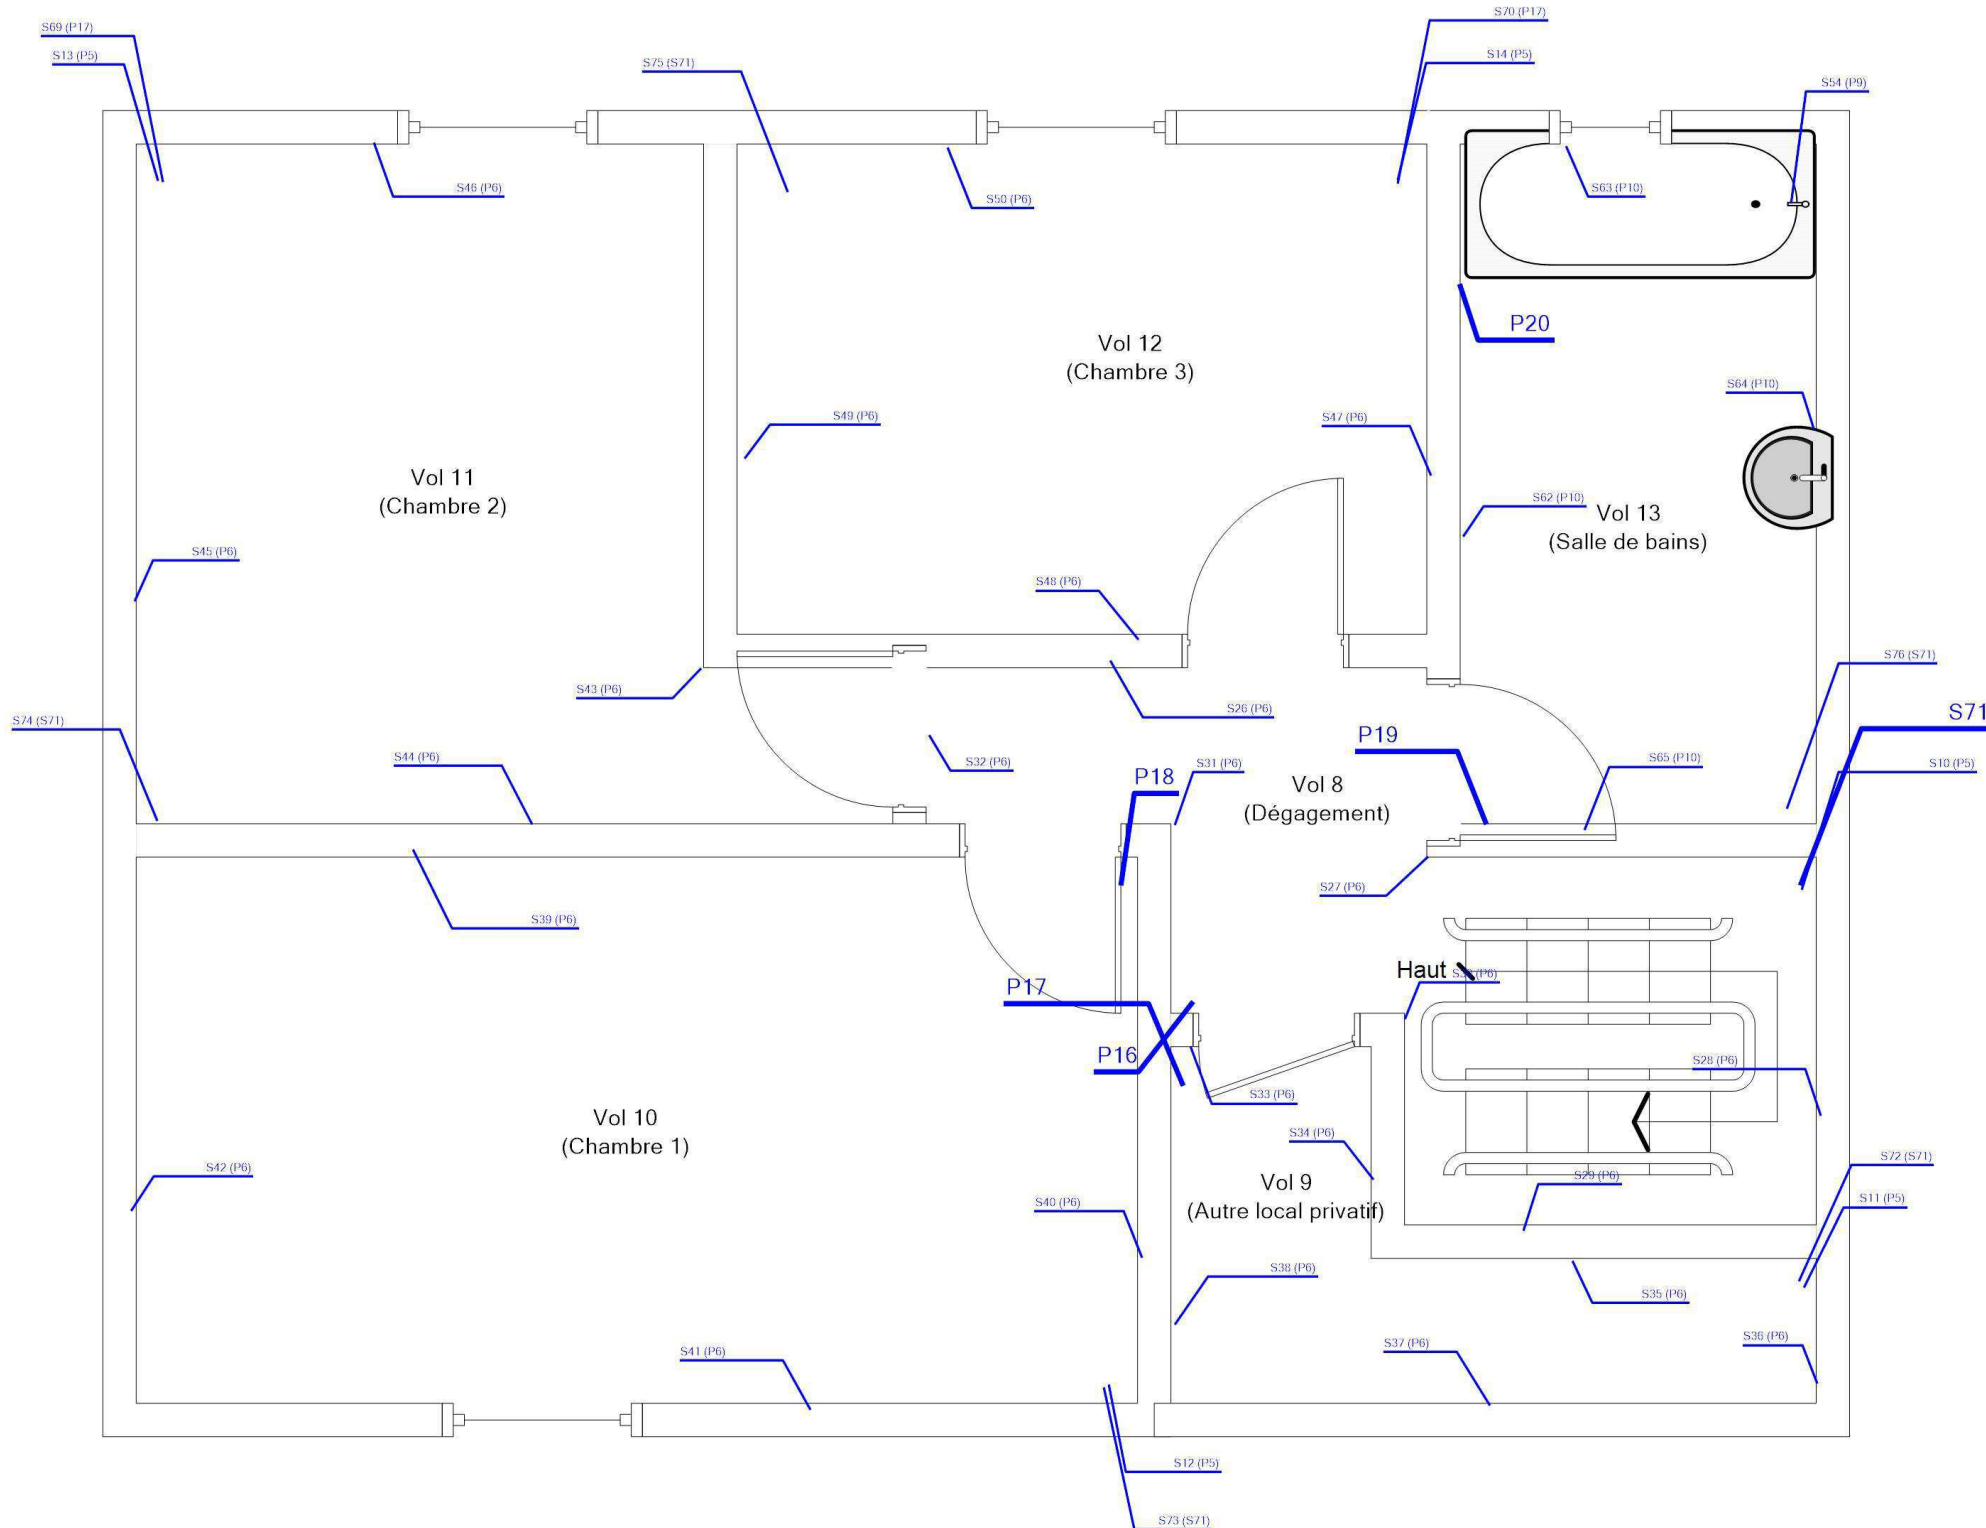 S70 (P17)
S69 (P17)
S13 (P5)
S14 (P5)
S75 (S71)
S54 (P9)
S46 (P6)
S63 (P10)
S50 (P6)
P20
Vol 12
(Chambre 3)
S64 (P10)
S49 (P6)
S47 (P6)
Vol 11
(Chambre 2)
S62 (P10)
Vol 13
(Salle de bains)
S45 (P6)
S48 (P6)
S76 (S71)
S43 (P6)
S26 (P6)
S71
S74 (S71)
P19
S44 (P6)
S32 (P6)
S31 (P6)
S65 (P10)
S10 (P5)
P18
Vol 8
(Dégagement)
S27 (P6)
S39 (P6)
Haut
(P6)
P17
P16
S28 (P6)
S33 (P6)
Vol 10
(Chambre 1)
S34 (P6)
S72 (S71)
S42 (P6)
S29 (P6)
Vol 9
(Autre local privatif)
S40 (P6)
S11 (P5)
S38 (P6)
S35 (P6)
S36 (P6)
S37 (P6)
S41 (P6)
S12 (P5)
S73 (S71)